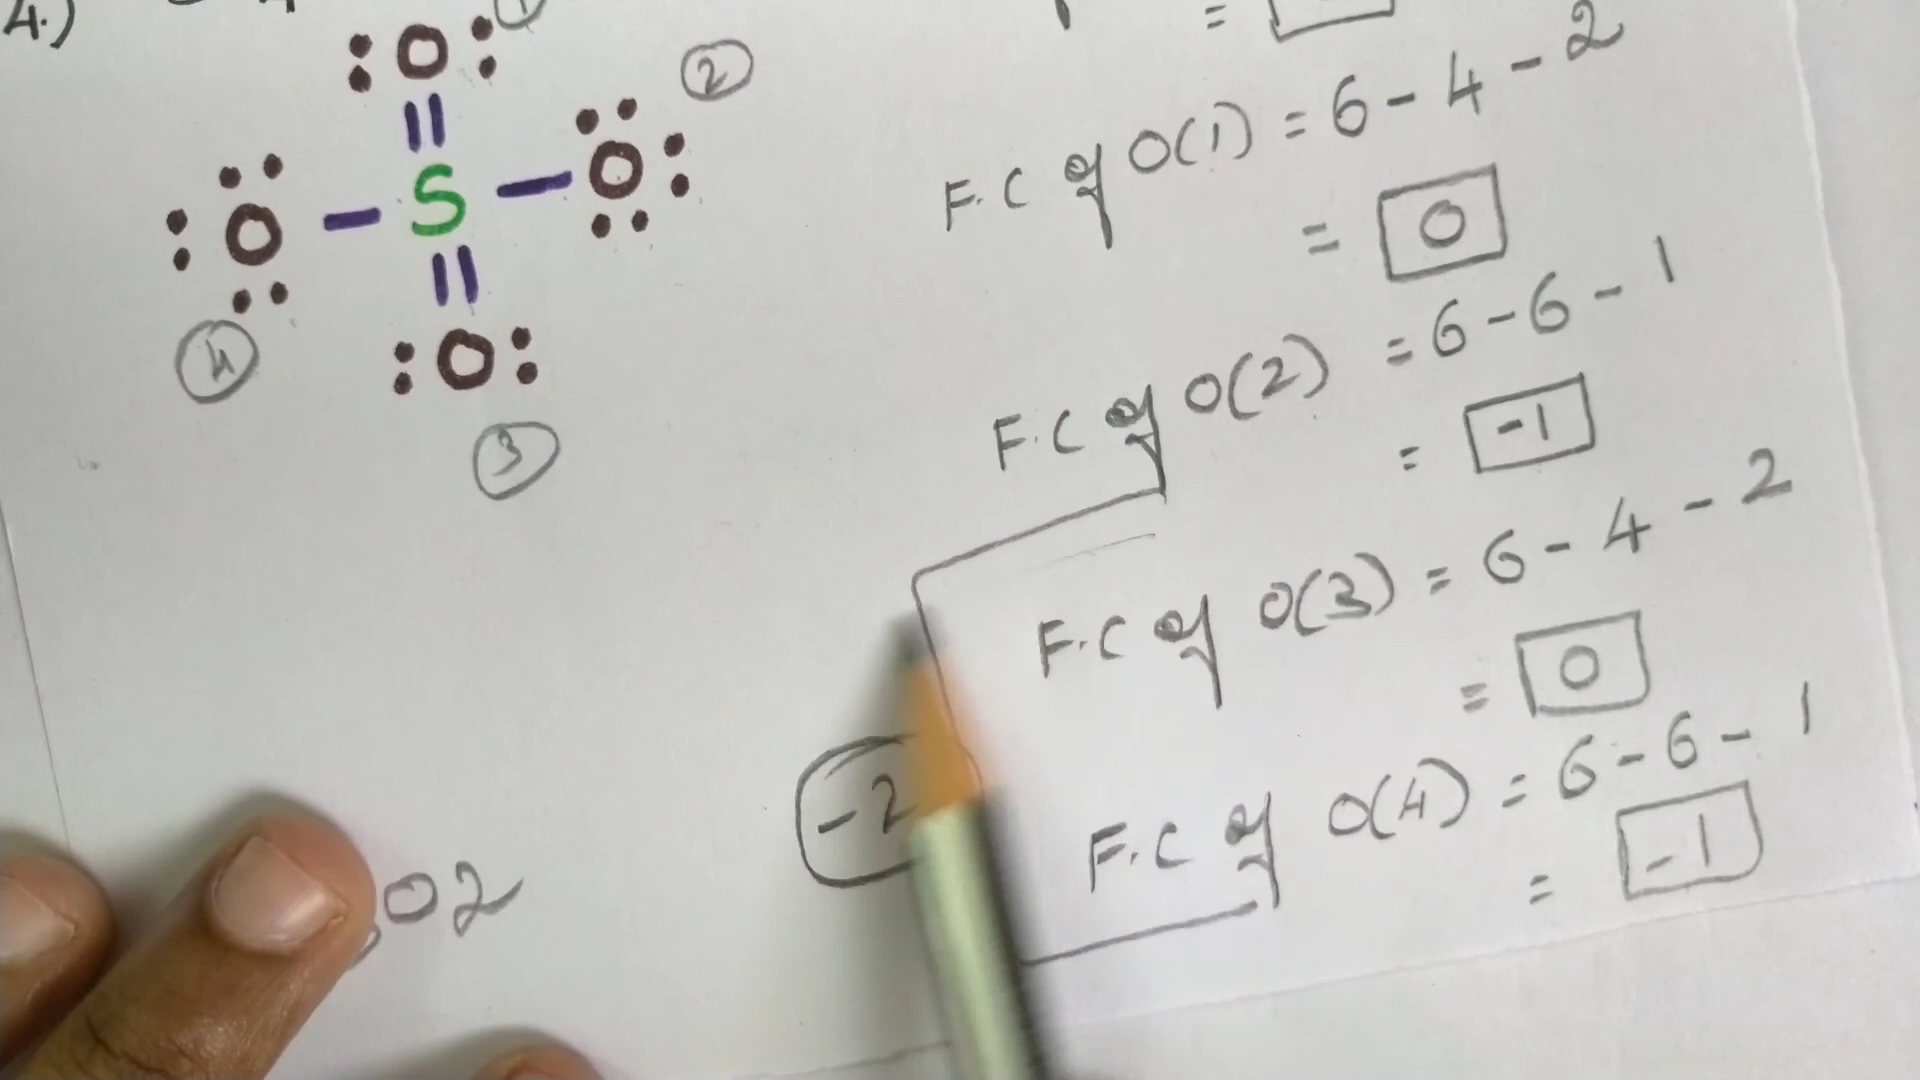 4.)
:O:
2
=
F.C of O(1) = 6 - 4 - 2
= 0
O - S - O
F.C of O(2) = 6 - 6 - 1
= -1
4
:O:
3
F.C of O(3) = 6 - 4 - 2
= 0
-2
F.C of O(4) = 6 - 6 - 1
= -1
O2